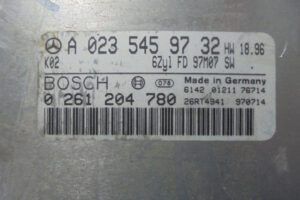 A 023 545 97 32 HW 18.96
K02 6Zyl FD 97M07 SW
BOSCH 078 Made in Germany
6142 01211 76714
0 261 204 780 26RT4941 970714